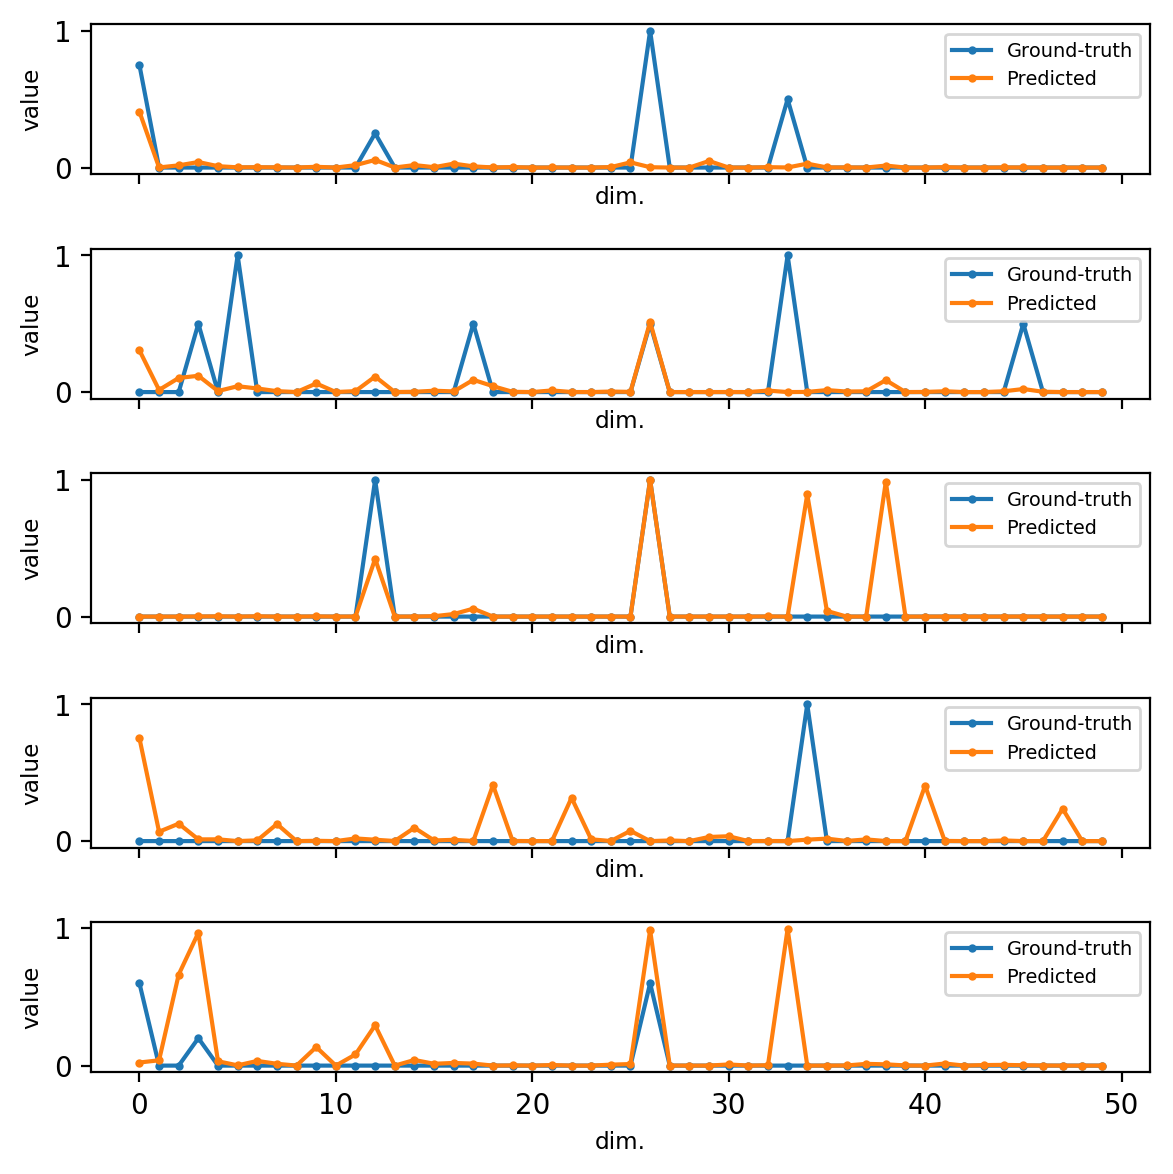 1
value
0
Ground-truth
Predicted
dim.
1
value
0
Ground-truth
Predicted
dim.
1
value
0
Ground-truth
Predicted
dim.
1
value
0
Ground-truth
Predicted
dim.
1
value
0
Ground-truth
Predicted
0 10 20 30 40 50
dim.